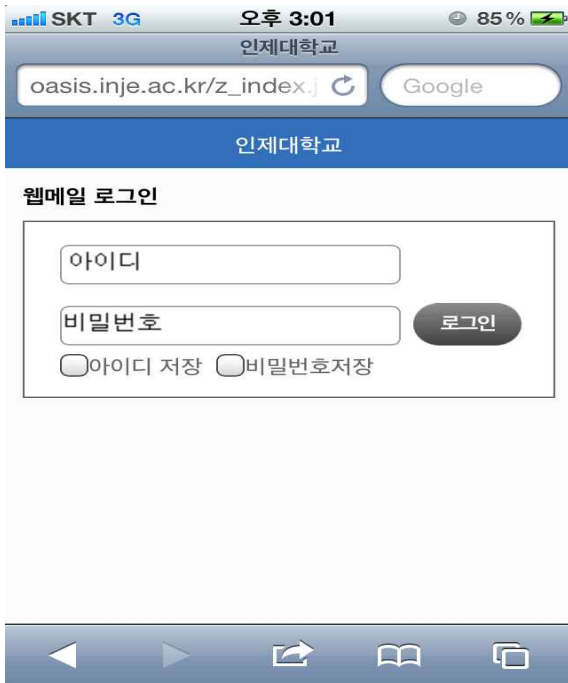 SKT 3G 오후 3:01 85%
인제대학교
oasis.inje.ac.kr/z_index.j Google
인제대학교
웹메일 로그인
아이디
비밀번호 로그인
아이디 저장 비밀번호저장